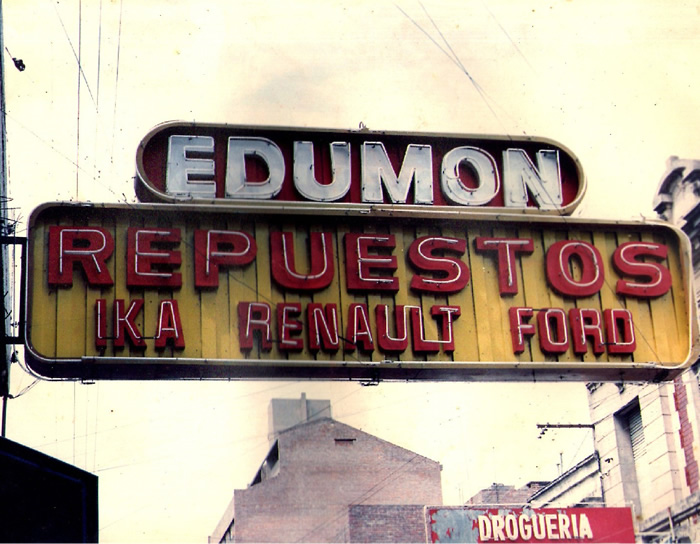 EDUMON
REPUESTOS
IKA RENAULT FORD
DROGUERIA